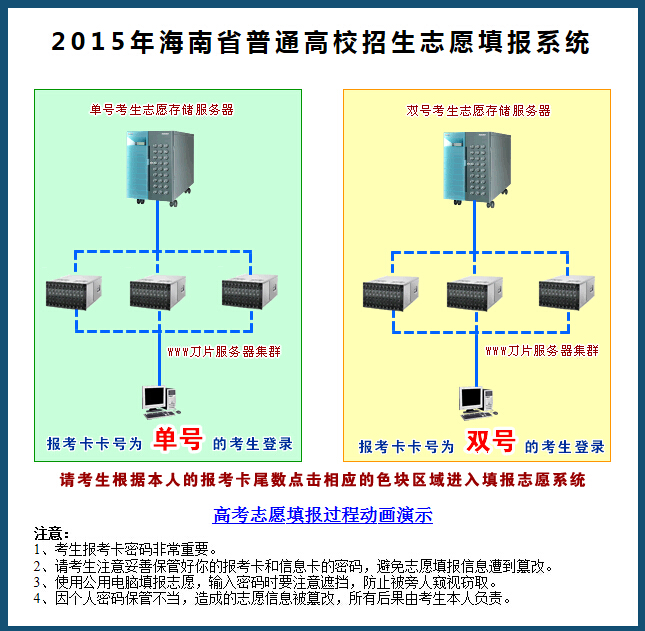 2015年海南省普通高校招生志愿填报系统
单号考生志愿存储服务器
WWW刀片服务器集群
报考卡卡号为 单号 的考生登录
双号考生志愿存储服务器
WWW刀片服务器集群
报考卡卡号为 双号 的考生登录
请考生根据本人的报考卡尾数点击相应的色块区域进入填报志愿系统
高考志愿填报过程动画演示
注意：
1、考生报考卡密码非常重要。
2、请考生注意妥善保管好你的报考卡和信息卡的密码，避免志愿填报信息遭到篡改。
3、使用公用电脑填报志愿，输入密码时要注意遮挡，防止被旁人窥视窃取。
4、因个人密码保管不当，造成的志愿信息被篡改，所有后果由考生本人负责。